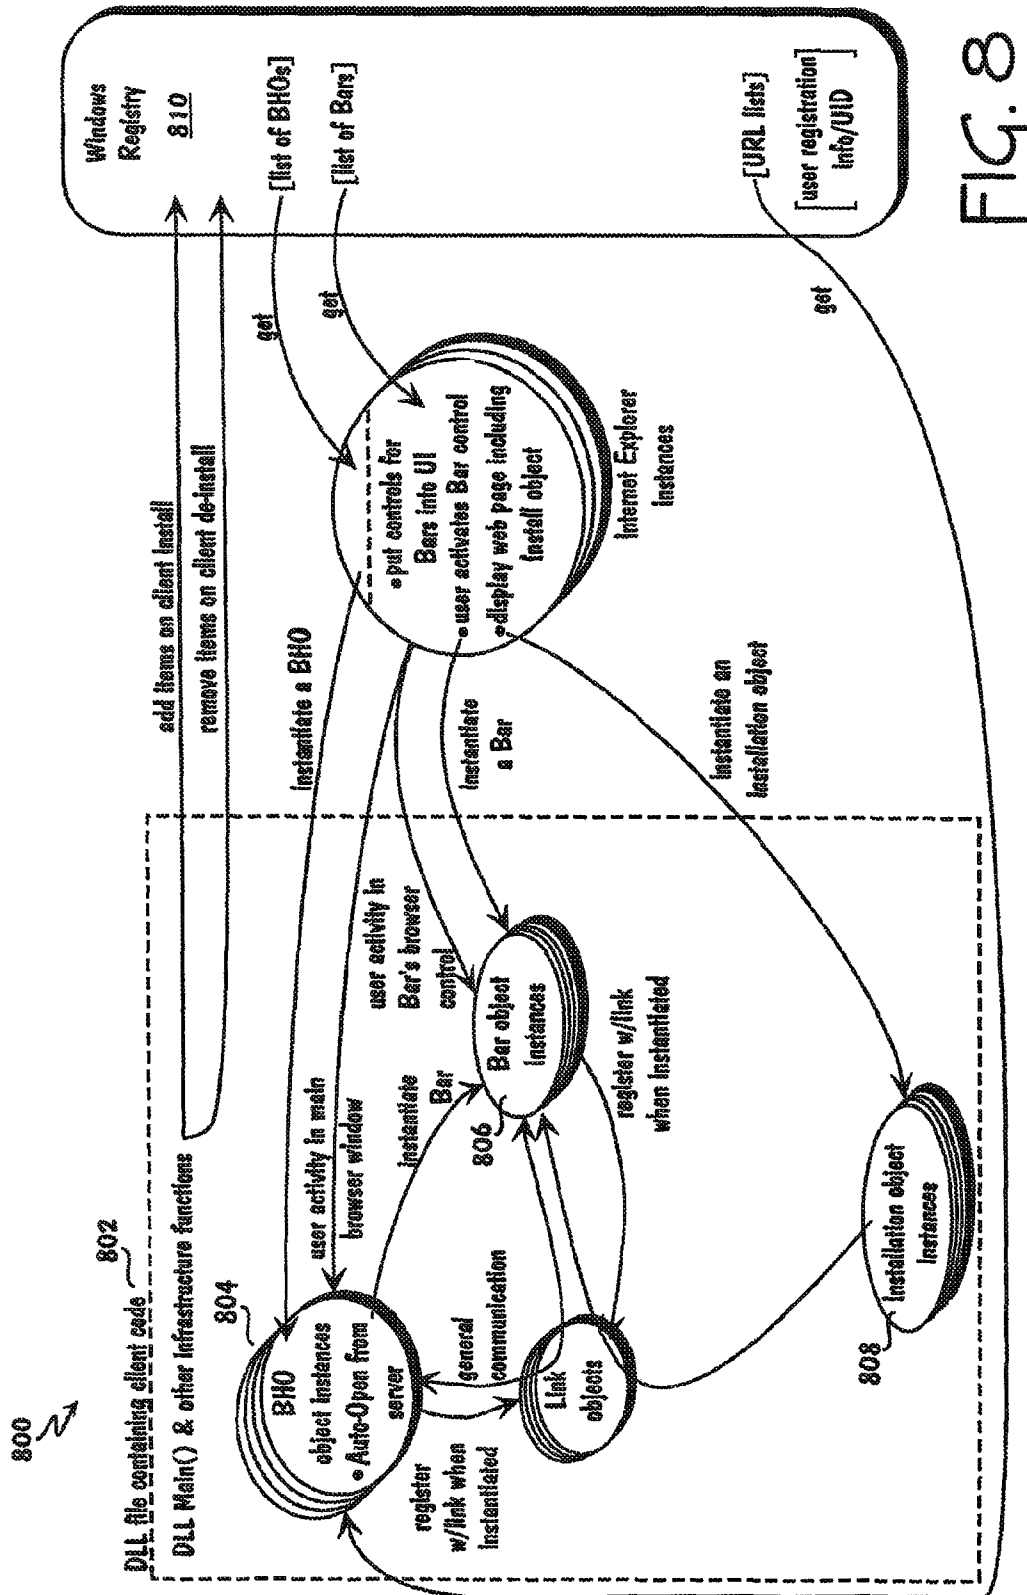 800
DLL file containing client code
802
DLL Main() & other infrastructure functions
add items on client install
remove items on client de-install
Windows
Registry
810
[list of BHOs]
[list of Bars]
[URL lists]
[user registration]
info/UID
get
get
get
instantiate a BHO
804
BHO
object instances
• Auto-Open from
server
user activity in main
browser window
user activity in
Bar's browser
control
instantiate
a Bar
• put controls for
Bars into UI
• user activates Bar control
• display web page including
install object
Internet Explorer
instances
instantiate
Bar
806
Bar object
instances
register w/link
when instantiated
general
communication
register
w/link when
instantiated
Link
objects
instantiate an
installation object
808
Installation object
instances
FIG. 8